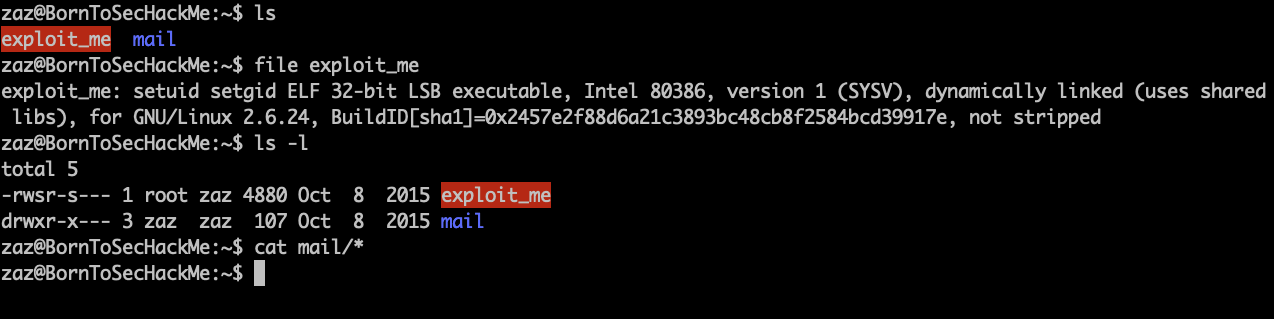 zaz@BornToSecHackMe:~$ ls
exploit_me  mail
zaz@BornToSecHackMe:~$ file exploit_me
exploit_me: setuid setgid ELF 32-bit LSB executable, Intel 80386, version 1 (SYSV), dynamically linked (uses shared
 libs), for GNU/Linux 2.6.24, BuildID[sha1]=0x2457e2f88d6a21c3893bc48cb8f2584bcd39917e, not stripped
zaz@BornToSecHackMe:~$ ls -l
total 5
-rwsr-s--- 1 root zaz 4880 Oct  8  2015 exploit_me
drwxr-x--- 3 zaz  zaz  107 Oct  8  2015 mail
zaz@BornToSecHackMe:~$ cat mail/*
zaz@BornToSecHackMe:~$